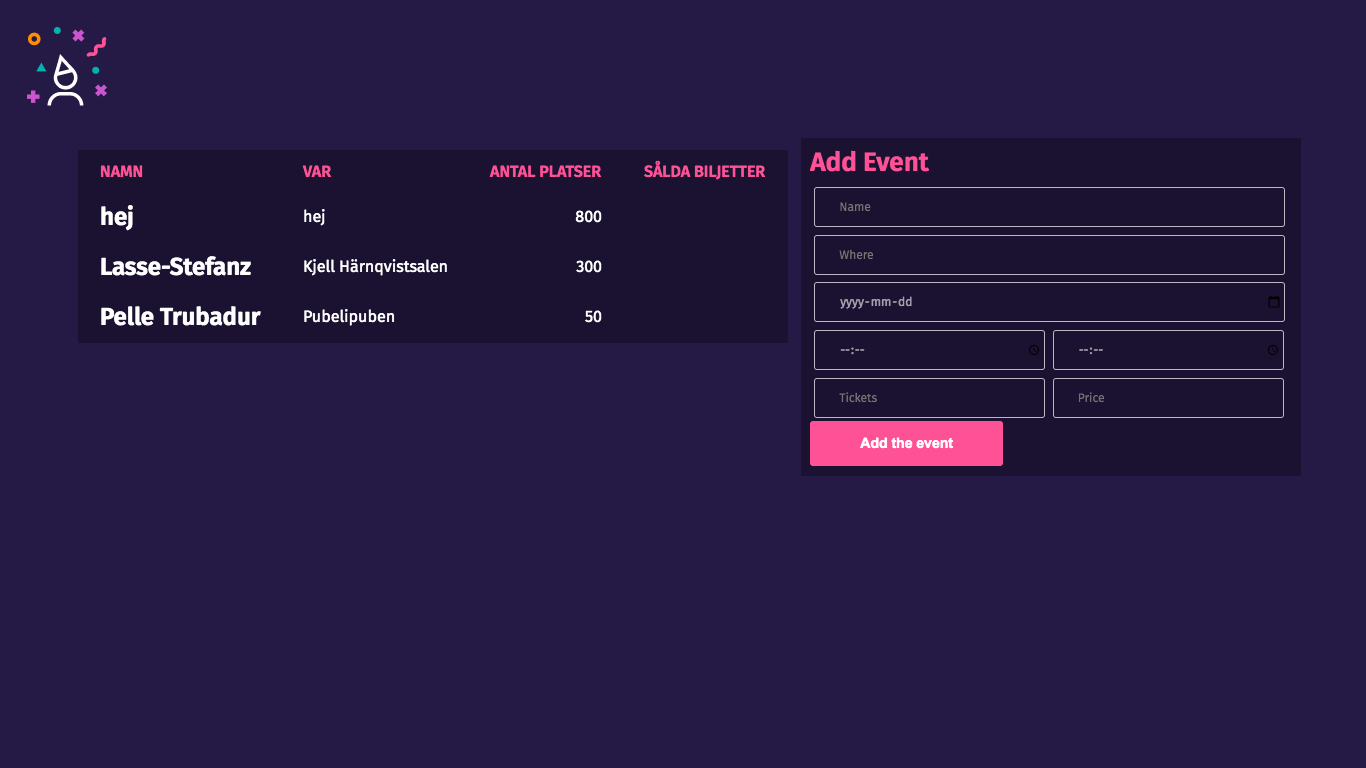 NAMN VAR ANTAL PLATSER SÅLDA BILJETTER
hej hej 800
Lasse-Stefanz Kjell Härnqvistsalen 300
Pelle Trubadur Pubelipuben 50
Add Event
Name
Where
yyyy-mm-dd
--:-- --:--
Tickets Price
Add the event